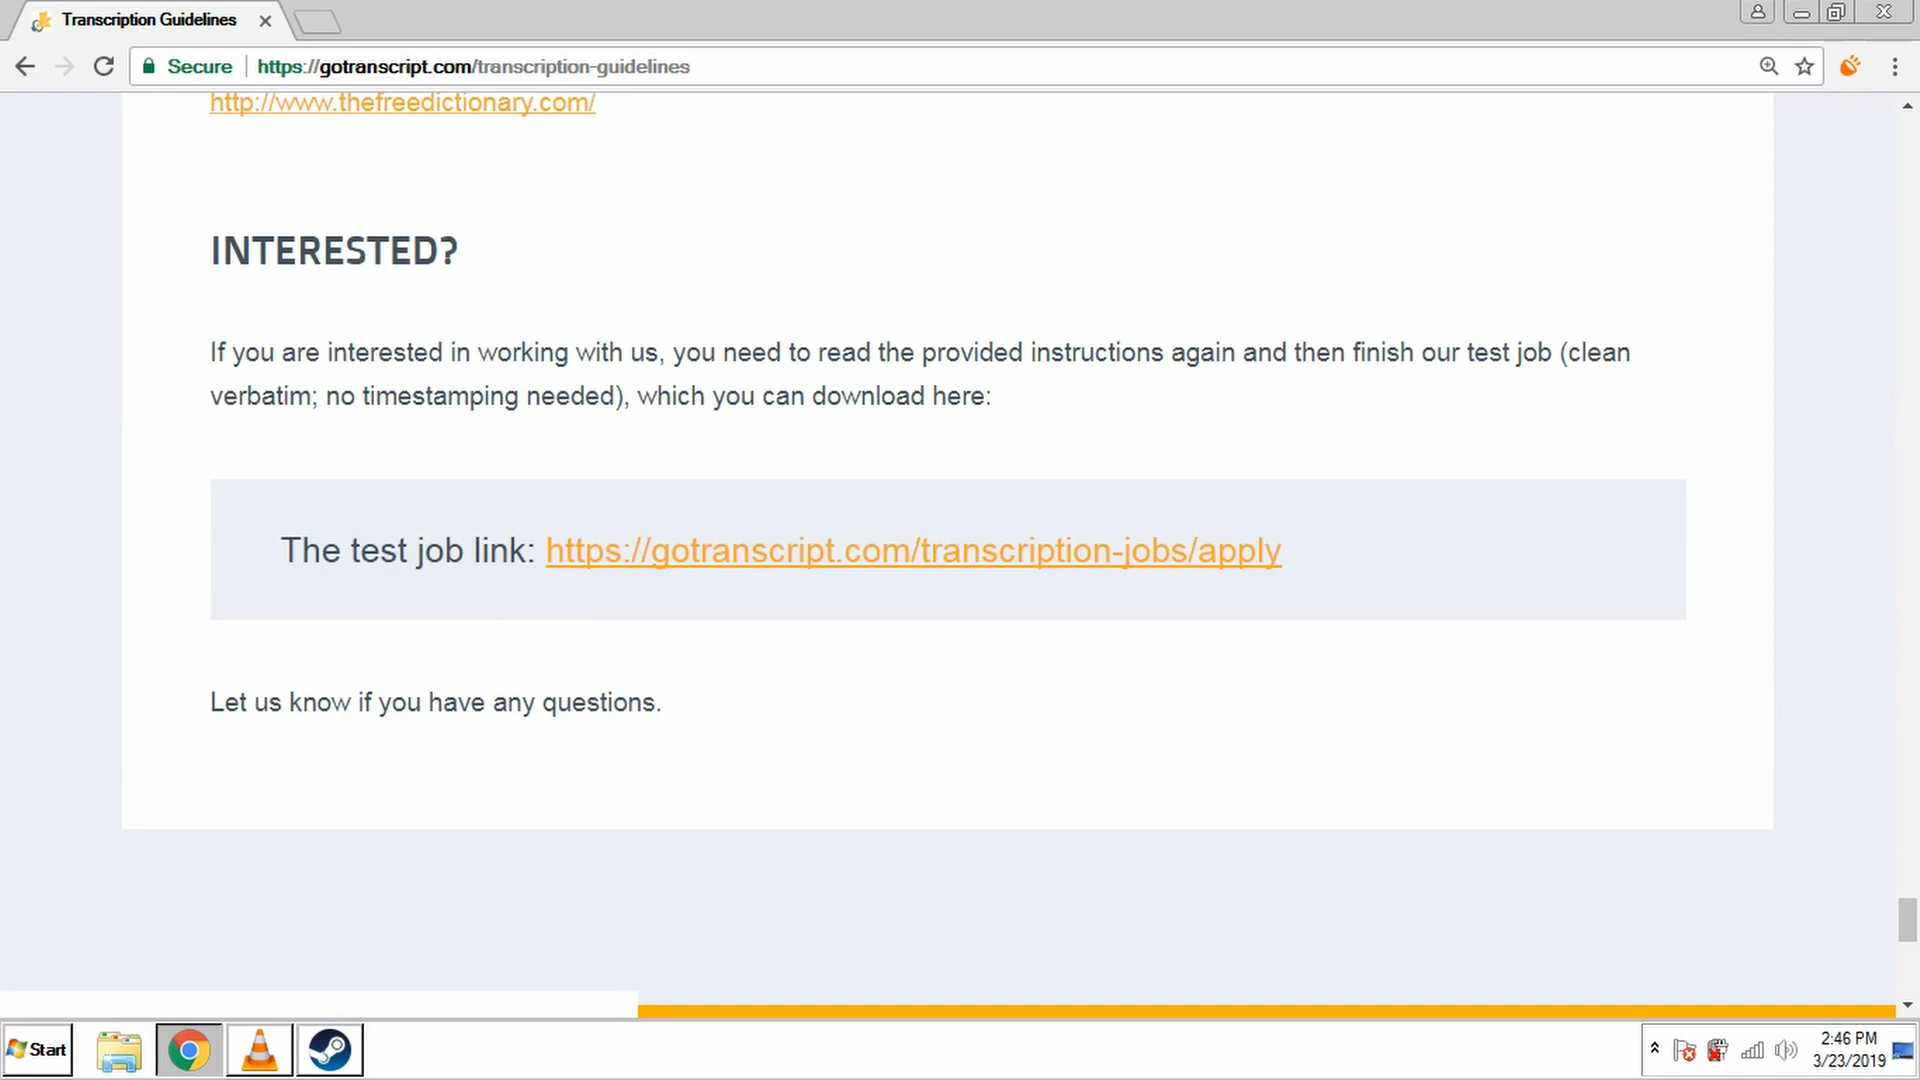 Transcription Guidelines
Secure
https://gotranscript.com/transcription-guidelines
http://www.thefreedictionary.com/
INTERESTED?
If you are interested in working with us, you need to read the provided instructions again and then finish our test job (clean
verbatim; no timestamping needed), which you can download here:
The test job link: https://gotranscript.com/transcription-jobs/apply
Let us know if you have any questions.
Start
2:46 PM
3/23/2019